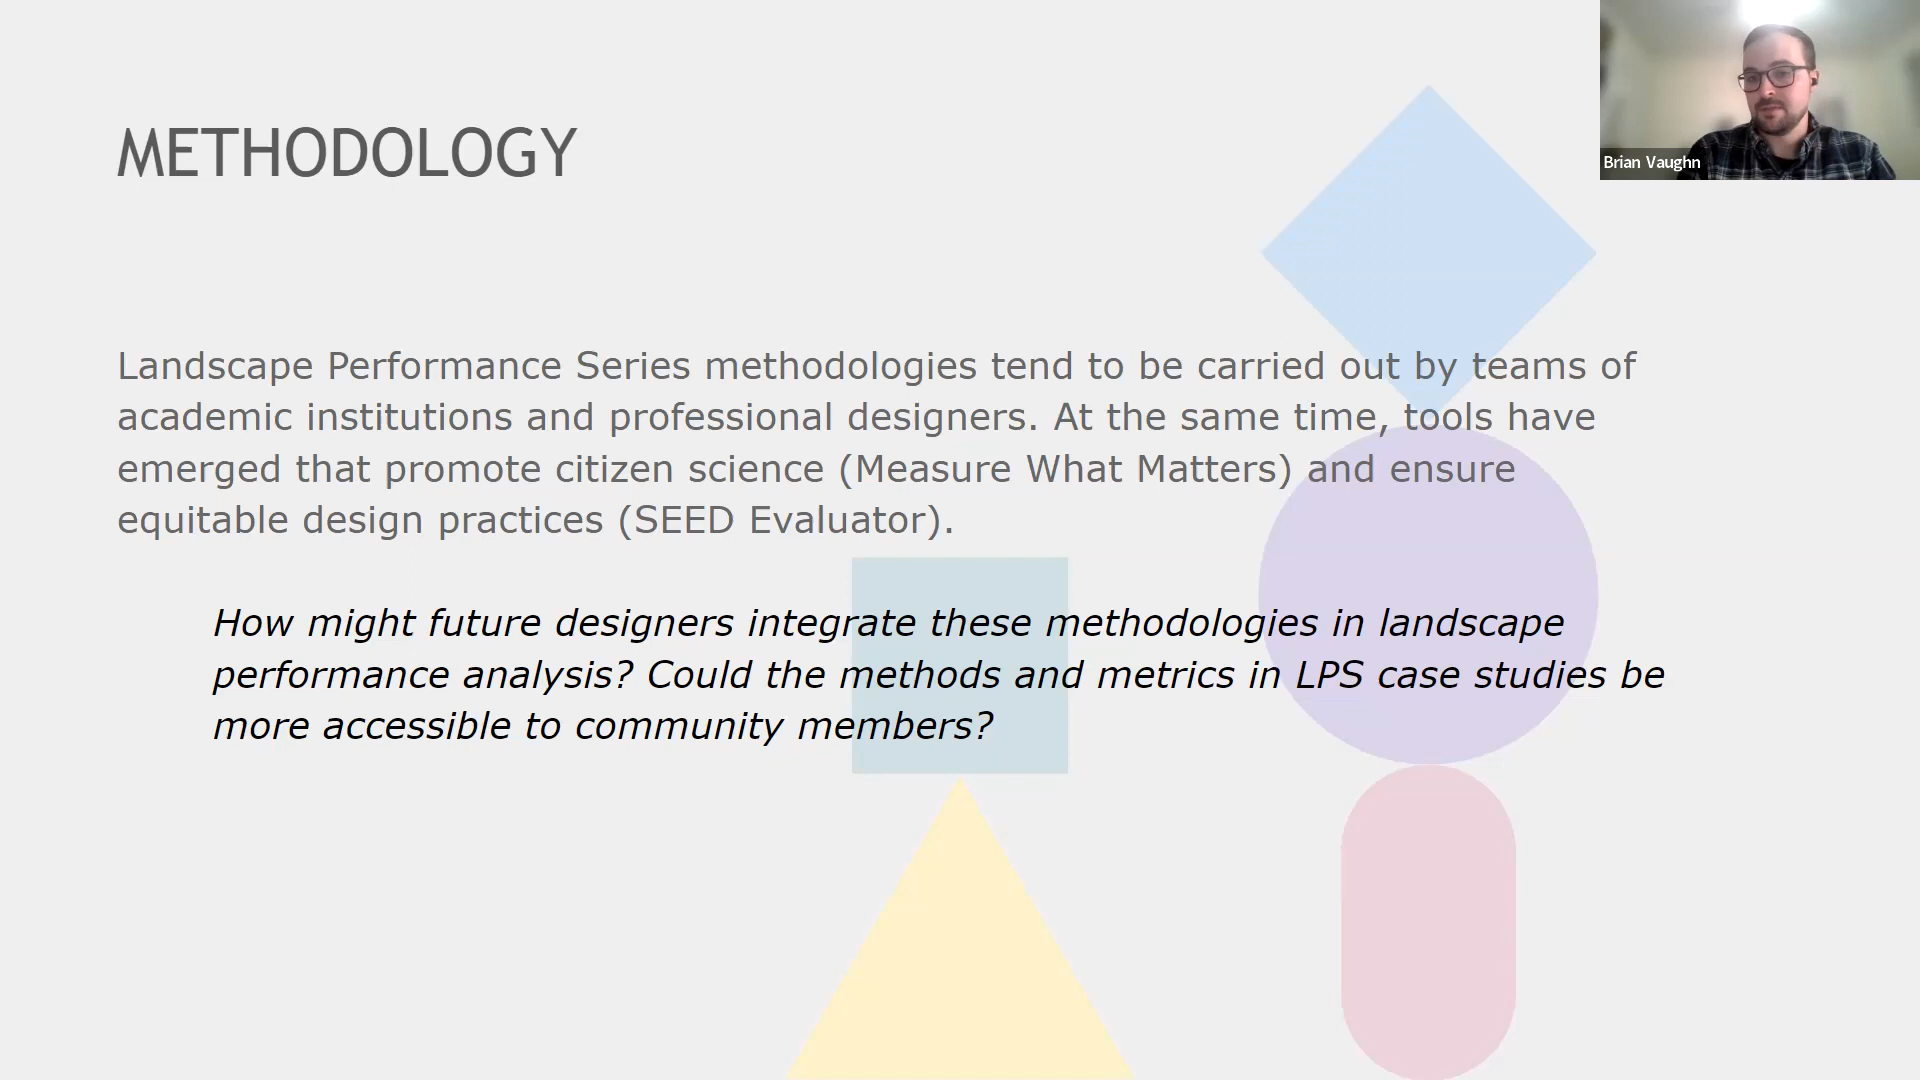 METHODOLOGY
Brian Vaughn
Landscape Performance Series methodologies tend to be carried out by teams of
academic institutions and professional designers. At the same time, tools have
emerged that promote citizen science (Measure What Matters) and ensure
equitable design practices (SEED Evaluator).
How might future designers integrate these methodologies in landscape
performance analysis? Could the methods and metrics in LPS case studies be
more accessible to community members?